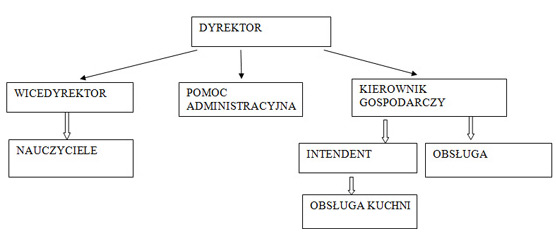 DYREKTOR
WICEDYREKTOR
POMOC
ADMINISTRACYJNA
KIEROWNIK
GOSPODARCZY
NAUCZYCIELE
INTENDENT
OBSŁUGA
OBSŁUGA KUCHNI